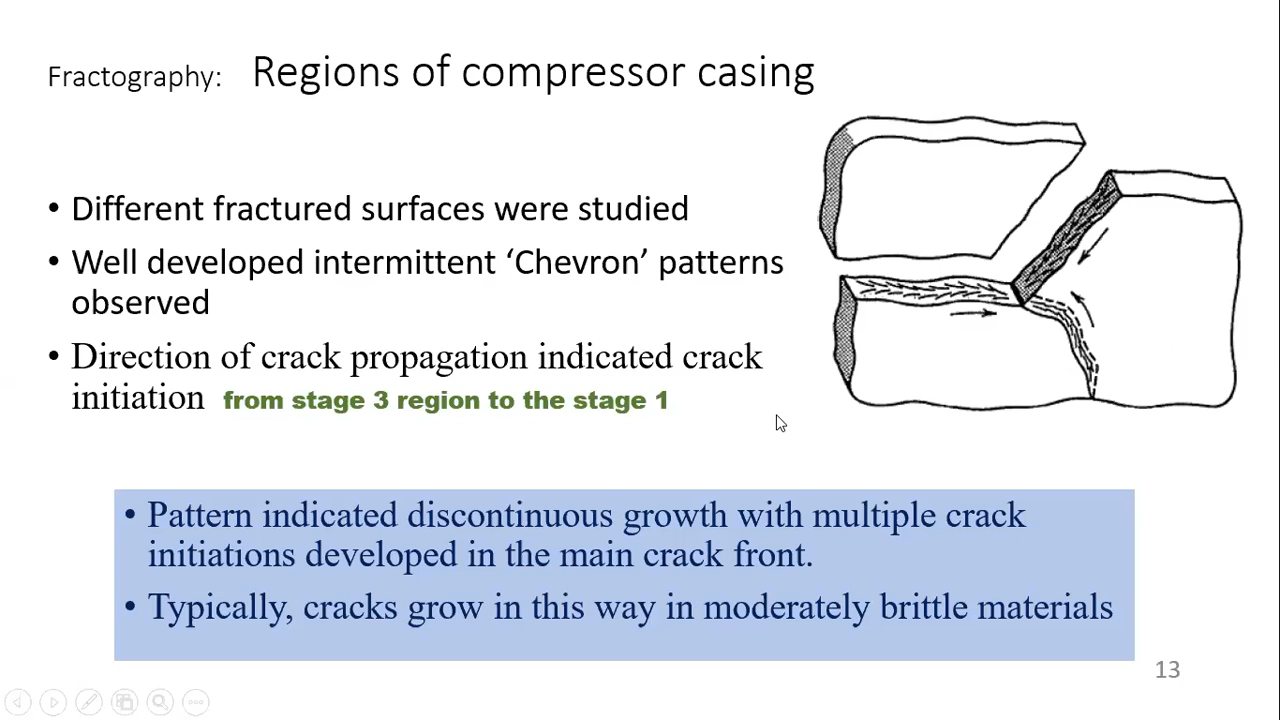 Fractography: Regions of compressor casing
• Different fractured surfaces were studied
• Well developed intermittent ‘Chevron’ patterns
observed
• Direction of crack propagation indicated crack
initiation from stage 3 region to the stage 1
• Pattern indicated discontinuous growth with multiple crack
initiations developed in the main crack front.
• Typically, cracks grow in this way in moderately brittle materials
13